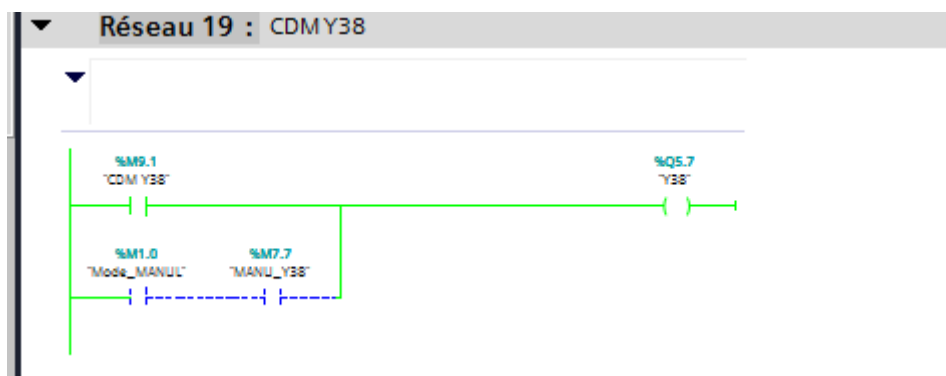 Réseau 19 : CDM Y38
%M9.1
"CDM Y38"
%Q5.7
"Y38"
%M1.0
"Mode_MANUL"
%M7.7
"MANU_Y38"